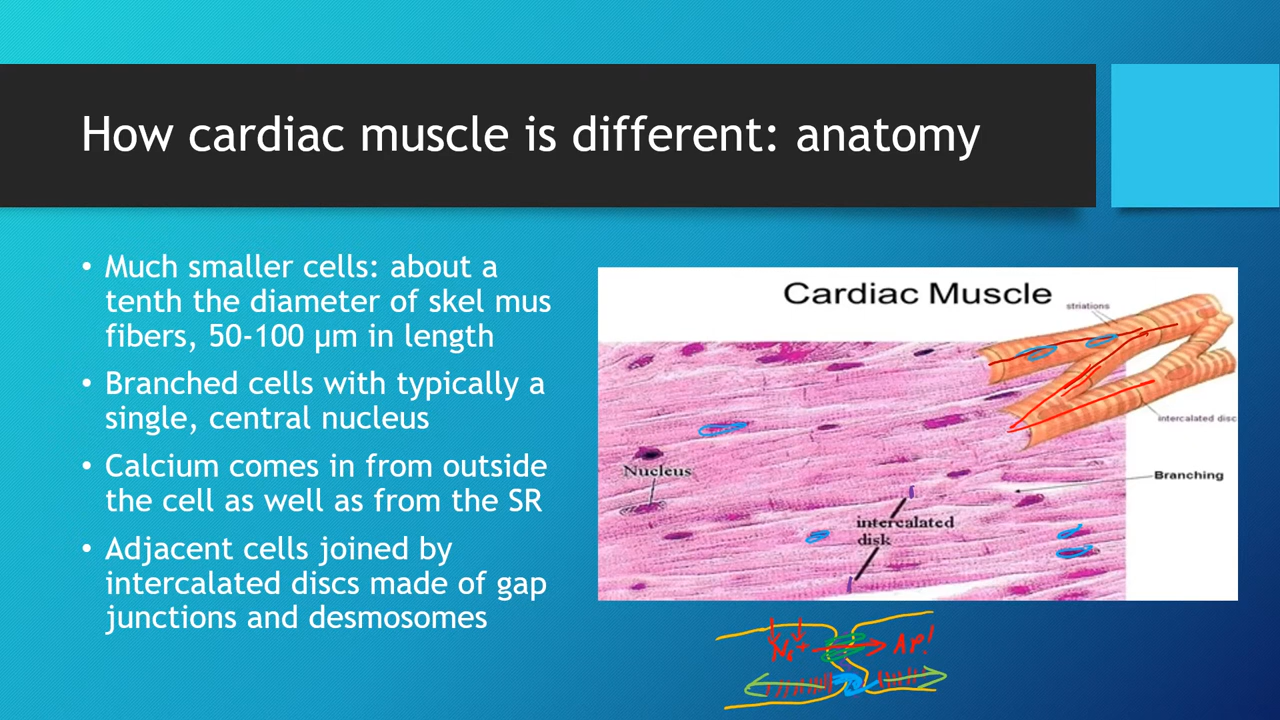 How cardiac muscle is different: anatomy
• Much smaller cells: about a
tenth the diameter of skel mus
fibers, 50-100 µm in length
• Branched cells with typically a
single, central nucleus
• Calcium comes in from outside
the cell as well as from the SR
• Adjacent cells joined by
intercalated discs made of gap
junctions and desmosomes
Cardiac Muscle
striations
intercalated disc
Nucleus
Branching
intercalated
disk
Na+
AP!